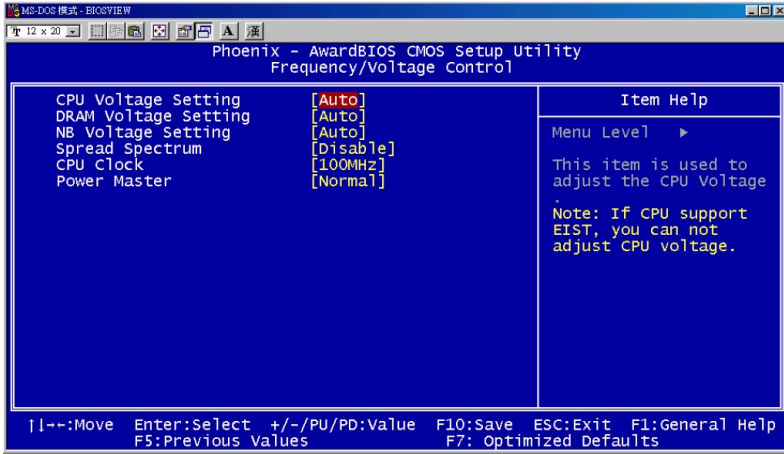 MS-DOS 模式 - BIOSVIEW
12 x 20
A 漢
Phoenix - AwardBIOS CMOS Setup Utility
Frequency/Voltage Control
CPU Voltage Setting [Auto]
DRAM Voltage Setting [Auto]
NB Voltage Setting [Auto]
Spread Spectrum [Disable]
CPU Clock [100MHz]
Power Master [Normal]
Item Help
Menu Level ▶
This item is used to
adjust the CPU Voltage
.
Note: If CPU support
EIST, you can not
adjust CPU voltage.
↑↓→←:Move Enter:Select +/-/PU/PD:Value F10:Save ESC:Exit F1:General Help
F5:Previous Values F7: Optimized Defaults